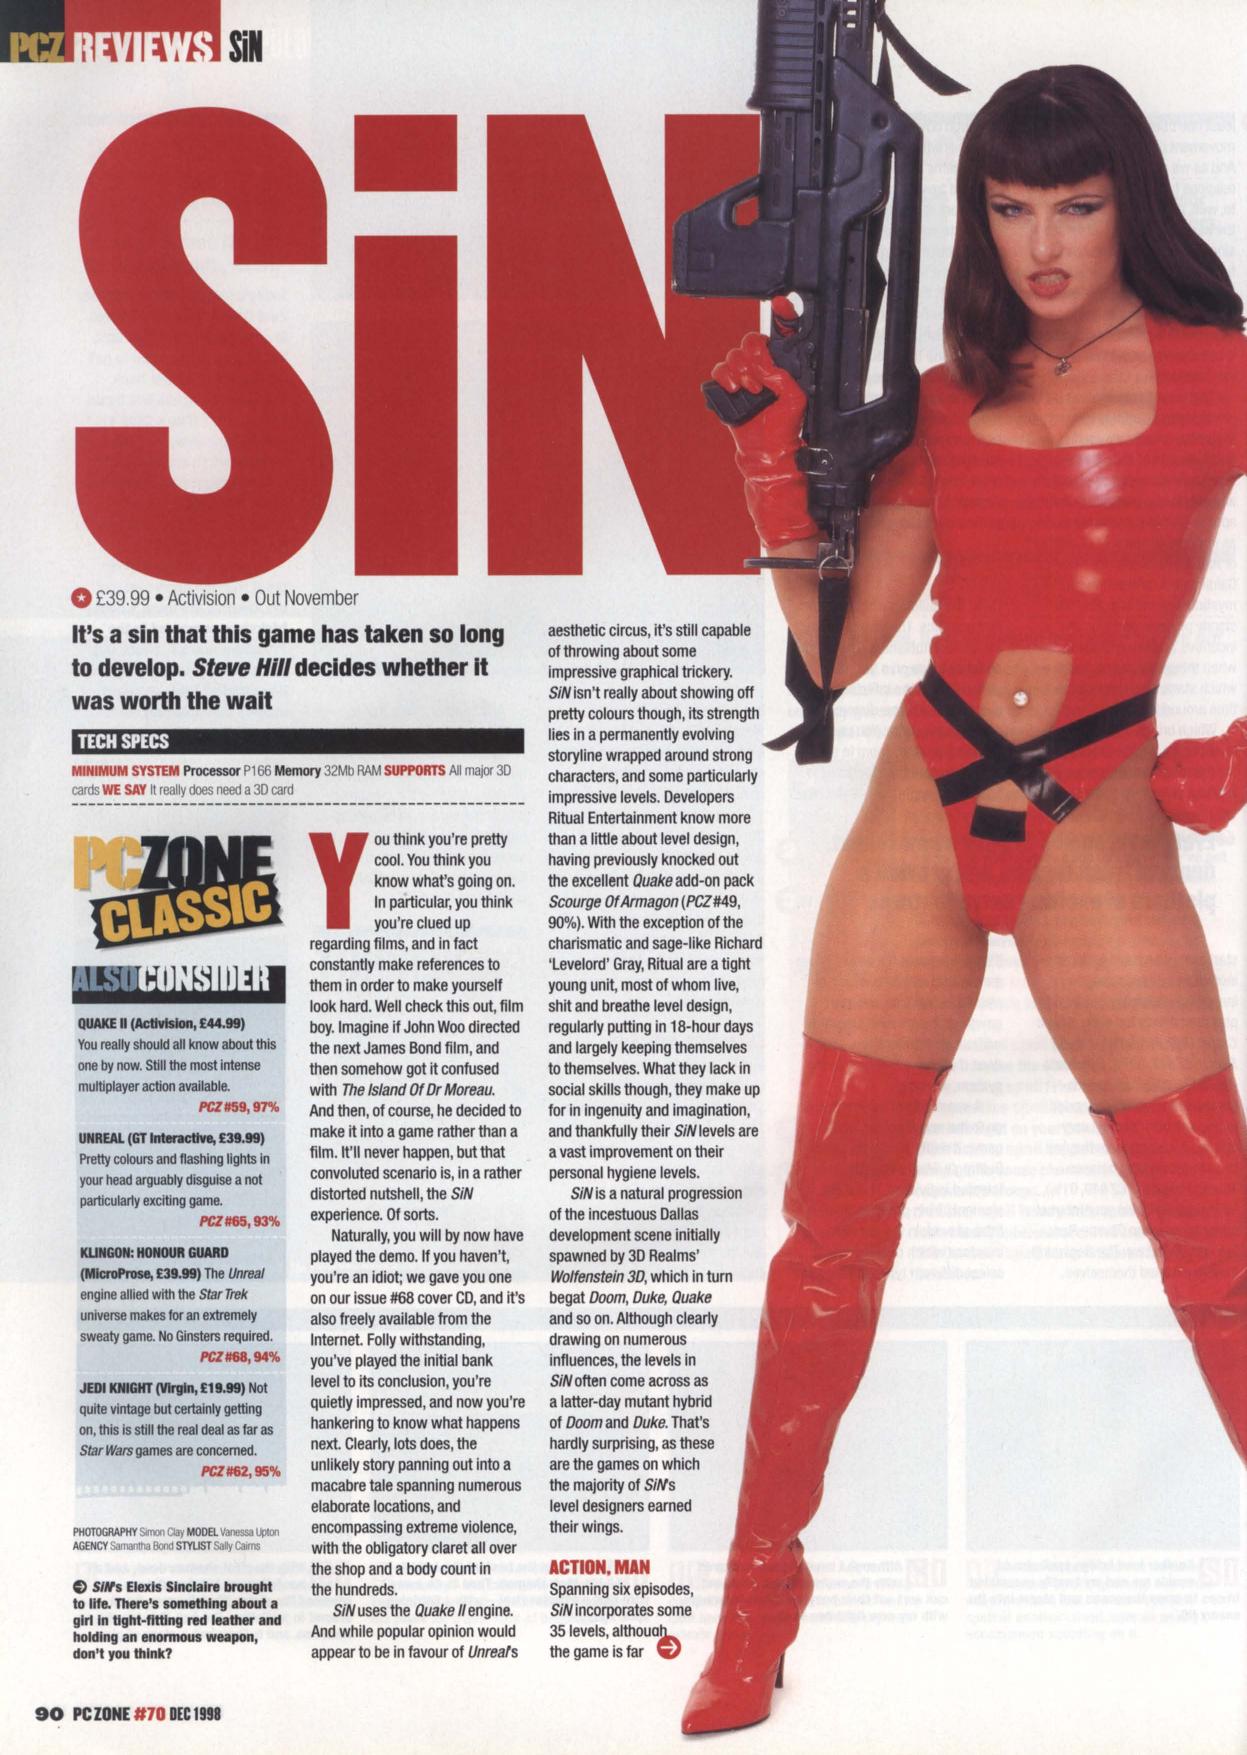 PCZ REVIEWS SiN
SiN
£39.99 • Activision • Out November
It's a sin that this game has taken so long
to develop. Steve Hill decides whether it
was worth the wait
TECH SPECS
MINIMUM SYSTEM Processor P166 Memory 32Mb RAM SUPPORTS All major 3D
cards WE SAY It really does need a 3D card
PCZONE
CLASSIC
ALSO CONSIDER
QUAKE II (Activision, £44.99)
You really should all know about this
one by now. Still the most intense
multiplayer action available.
PCZ #59, 97%
UNREAL (GT Interactive, £39.99)
Pretty colours and flashing lights in
your head arguably disguise a not
particularly exciting game.
PCZ #65, 93%
KLINGON: HONOUR GUARD
(MicroProse, £39.99) The Unreal
engine allied with the Star Trek
universe makes for an extremely
sweaty game. No Ginsters required.
PCZ #68, 94%
JEDI KNIGHT (Virgin, £19.99) Not
quite vintage but certainly getting
on, this is still the real deal as far as
Star Wars games are concerned.
PCZ #62, 95%
PHOTOGRAPHY Simon Clay MODEL Vanessa Upton
AGENCY Samantha Bond STYLIST Sally Cairns
SiN's Elexis Sinclaire brought
to life. There's something about a
girl in tight-fitting red leather and
holding an enormous weapon,
don't you think?
You think you're pretty
cool. You think you
know what's going on.
In particular, you think
you're clued up
regarding films, and in fact
constantly make references to
them in order to make yourself
look hard. Well check this out, film
boy. Imagine if John Woo directed
the next James Bond film, and
then somehow got it confused
with The Island Of Dr Moreau.
And then, of course, he decided to
make it into a game rather than a
film. It'll never happen, but that
convoluted scenario is, in a rather
distorted nutshell, the SiN
experience. Of sorts.
Naturally, you will by now have
played the demo. If you haven't,
you're an idiot; we gave you one
on our issue #68 cover CD, and it's
also freely available from the
Internet. Folly withstanding,
you've played the initial bank
level to its conclusion, you're
quietly impressed, and now you're
hankering to know what happens
next. Clearly, lots does, the
unlikely story panning out into a
macabre tale spanning numerous
elaborate locations, and
encompassing extreme violence,
with the obligatory claret all over
the shop and a body count in
the hundreds.
SiN uses the Quake II engine.
And while popular opinion would
appear to be in favour of Unreal's
aesthetic circus, it's still capable
of throwing about some
impressive graphical trickery.
SiN isn't really about showing off
pretty colours though, its strength
lies in a permanently evolving
storyline wrapped around strong
characters, and some particularly
impressive levels. Developers
Ritual Entertainment know more
than a little about level design,
having previously knocked out
the excellent Quake add-on pack
Scourge Of Armagon (PCZ #49,
90%). With the exception of the
charismatic and sage-like Richard
'Levelord' Gray, Ritual are a tight
young unit, most of whom live,
shit and breathe level design,
regularly putting in 18-hour days
and largely keeping themselves
to themselves. What they lack in
social skills though, they make up
for in ingenuity and imagination,
and thankfully their SiN levels are
a vast improvement on their
personal hygiene levels.
SiN is a natural progression
of the incestuous Dallas
development scene initially
spawned by 3D Realms'
Wolfenstein 3D, which in turn
begat Doom, Duke, Quake
and so on. Although clearly
drawing on numerous
influences, the levels in
SiN often come across as
a latter-day mutant hybrid
of Doom and Duke. That's
hardly surprising, as these
are the games on which
the majority of SiN's
level designers earned
their wings.
ACTION, MAN
Spanning six episodes,
SiN incorporates some
35 levels, although
the game is far
90 PC ZONE #70 DEC 1998